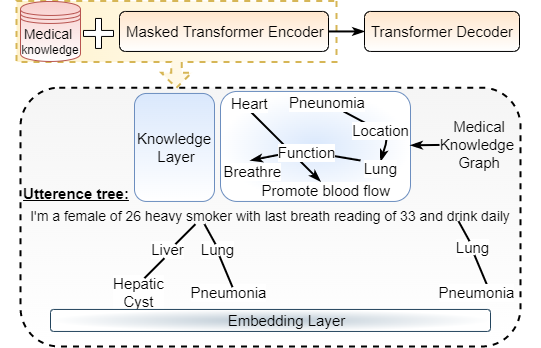 Medical
knowledge
Masked Transformer Encoder
Transformer Decoder
Knowledge
Layer
Heart
Pneunomia
Location
Function
Breathre
Lung
Promote blood flow
Medical
Knowledge
Graph
Utterence tree:
I'm a female of 26 heavy smoker with last breath reading of 33 and drink daily
Liver
Lung
Lung
Hepatic
Cyst
Pneumonia
Pneumonia
Embedding Layer